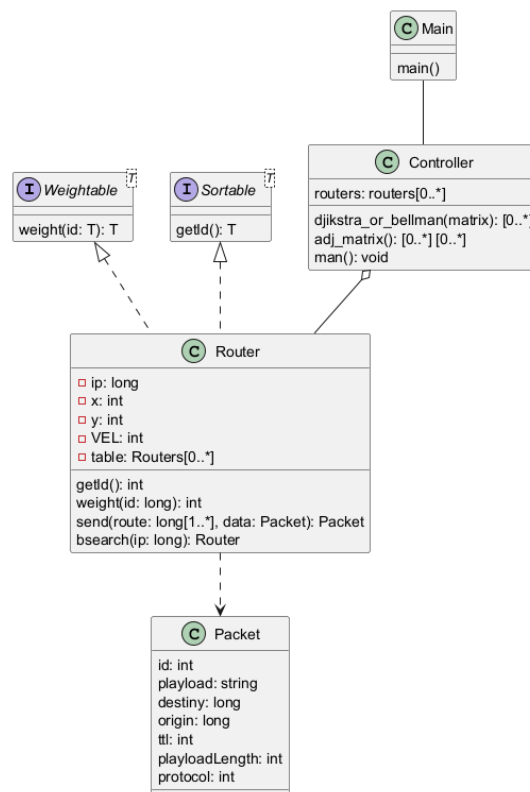 C Main
main()
I Weightable T
weight(id: T): T
I Sortable T
getId(): T
C Controller
routers: routers[0..*]
djikstra_or_bellman(matrix): [0..*]
adj_matrix(): [0..*] [0..*]
man(): void
C Router
ip: long
x: int
y: int
VEL: int
table: Routers[0..*]
getId(): int
weight(id: long): int
send(route: long[1..*], data: Packet): Packet
bsearch(ip: long): Router
C Packet
id: int
playload: string
destiny: long
origin: long
ttl: int
playloadLength: int
protocol: int